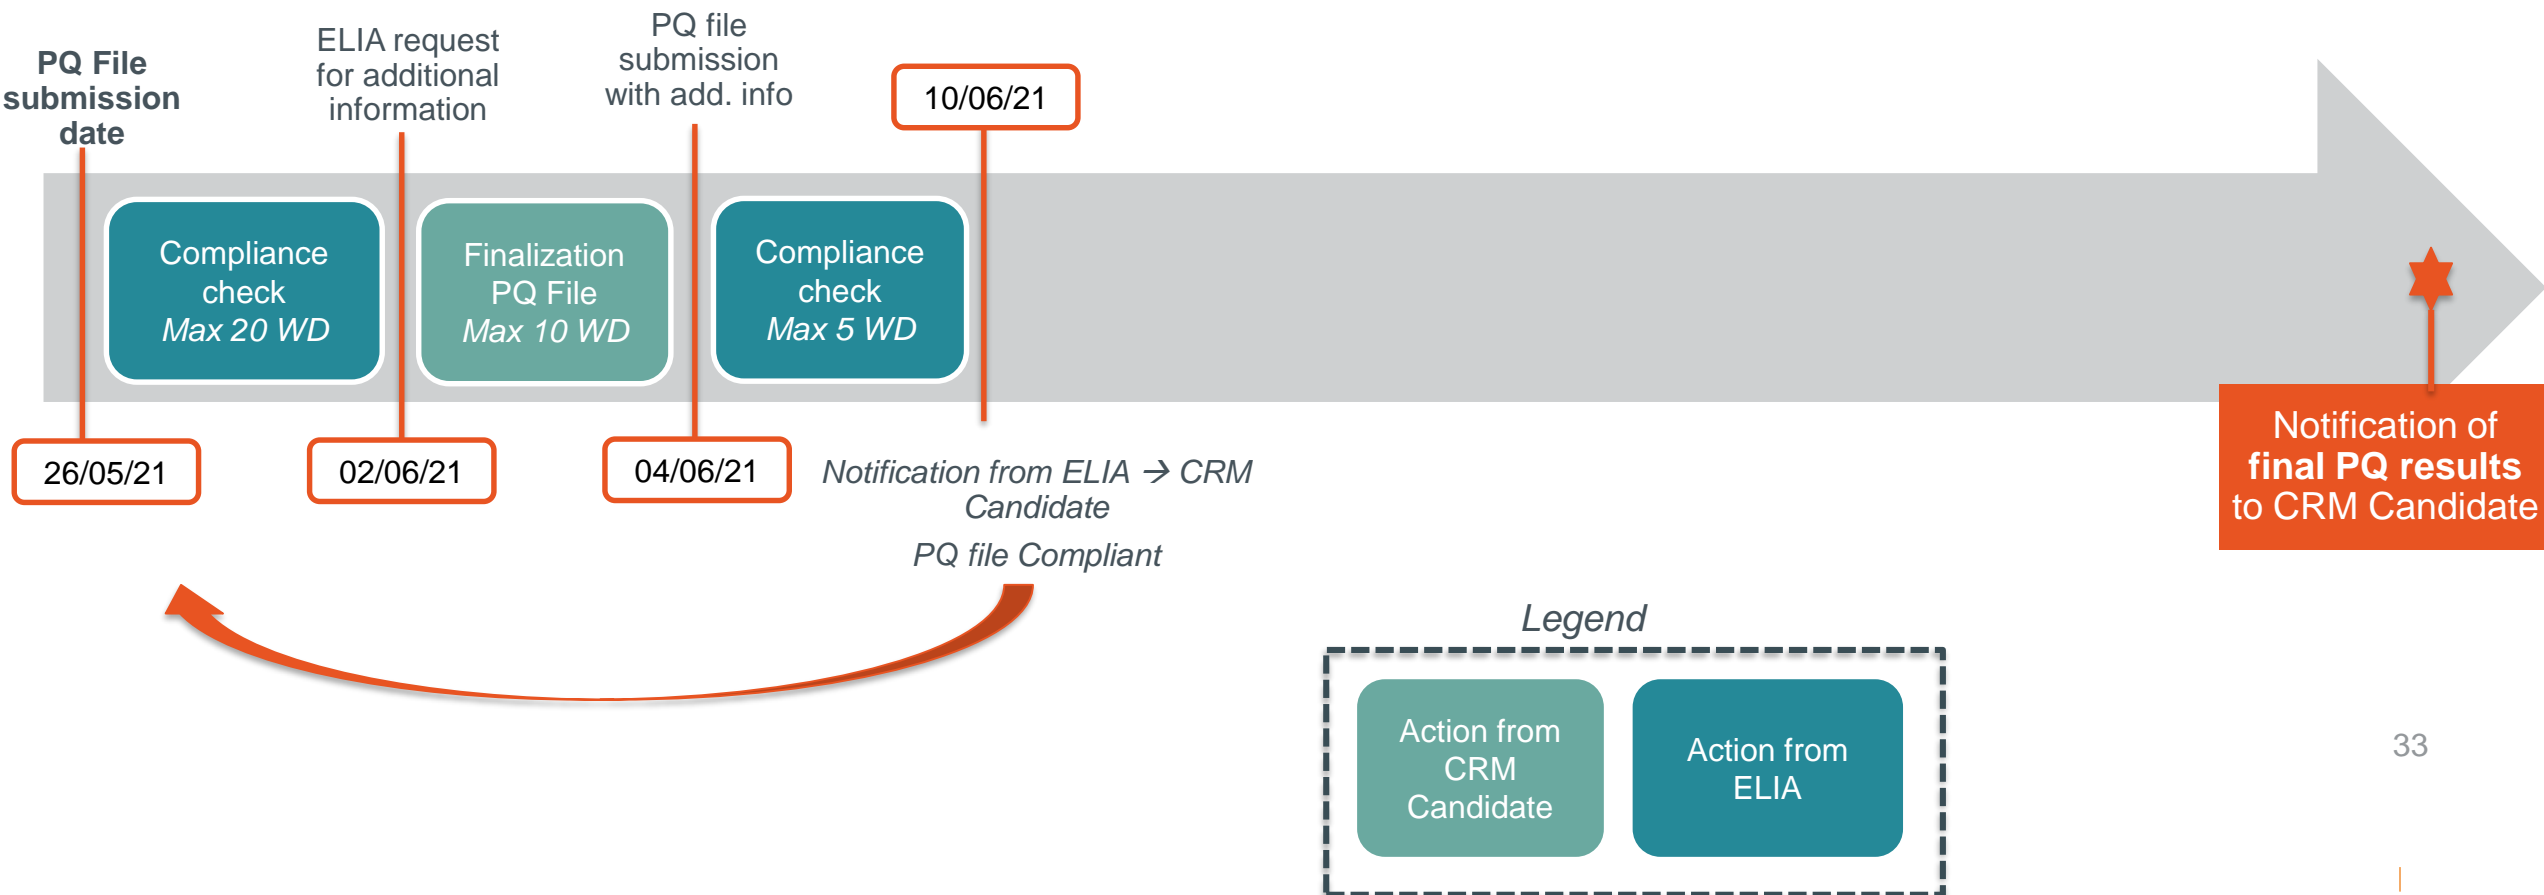 PQ File
submission
date
ELIA request
for additional
information
PQ file
submission
with add. info
10/06/21
Compliance
check
Max 20 WD
Finalization
PQ File
Max 10 WD
Compliance
check
Max 5 WD
26/05/21
02/06/21
04/06/21
Notification from ELIA → CRM
Candidate
PQ file Compliant
Notification of
final PQ results
to CRM Candidate
Legend
Action from
CRM
Candidate
Action from
ELIA
33